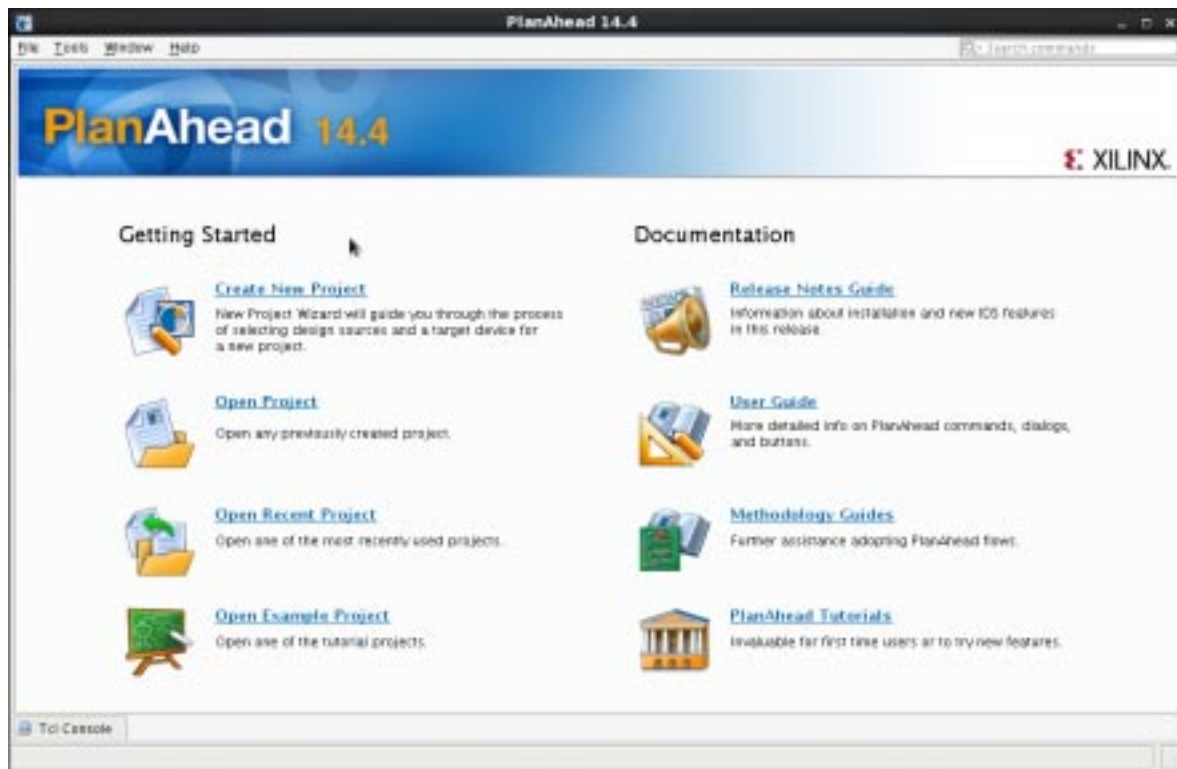 PlanAhead 14.4
File Tools Window Help
Search commands
PlanAhead 14.4
XILINX
Getting Started
Create New Project
New Project Wizard will guide you through the process
of selecting design sources and a target device for
a new project.
Open Project
Open any previously created project.
Open Recent Project
Open one of the most recently used projects.
Open Example Project
Open one of the tutorial projects.
Documentation
Release Notes Guide
Information about installation and new IDS features
in this release.
User Guide
More detailed info on PlanAhead commands, dialogs,
and buttons.
Methodology Guides
Further assistance adopting PlanAhead flows.
PlanAhead Tutorials
Invaluable for first time users or to try new features.
Tcl Console